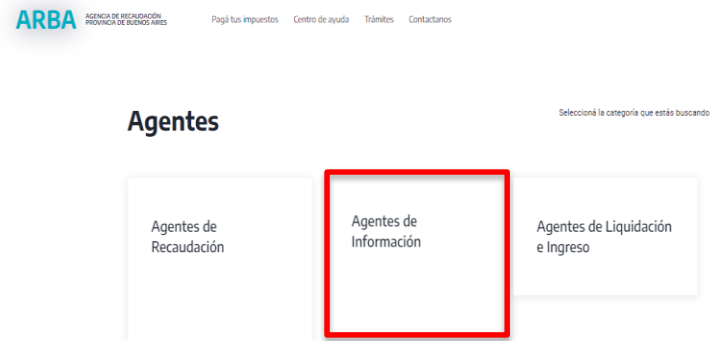 ARBA AGENCIA DE RECAUDACIÓN
PROVINCIA DE BUENOS AIRES
Pagá tus impuestos Centro de ayuda Trámites Contactanos
Agentes
Seleccioná la categoría que estás buscando
Agentes de
Recaudación
Agentes de
Información
Agentes de Liquidación
e Ingreso